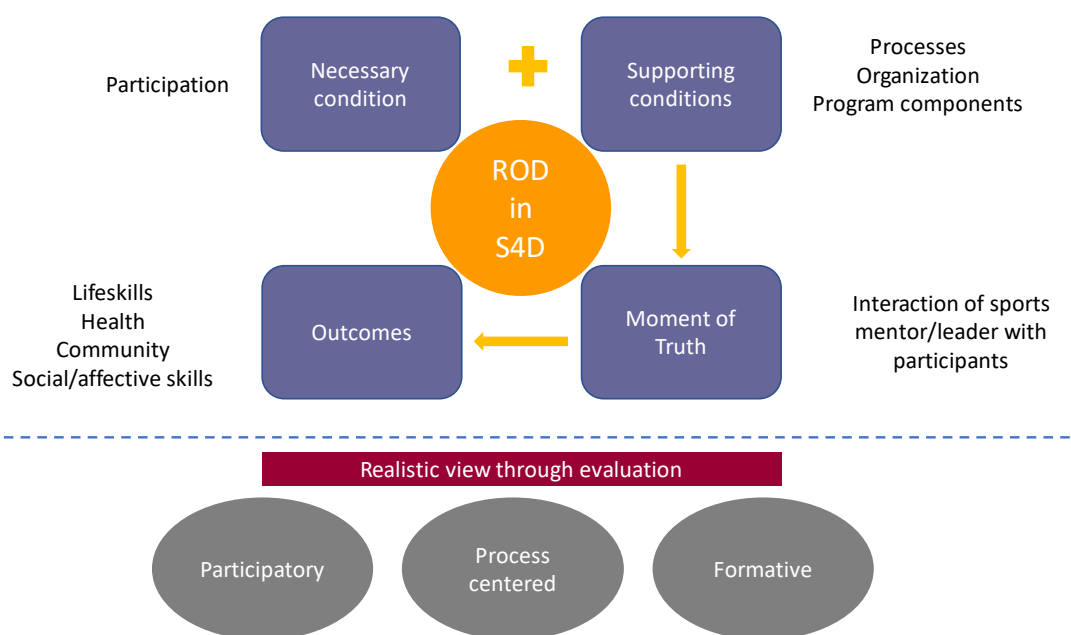 Participation
Necessary
condition
Supporting
conditions
Processes
Organization
Program components
ROD
in
S4D
Lifeskills
Health
Community
Social/affective skills
Outcomes
Moment of
Truth
Interaction of sports
mentor/leader with
participants
Realistic view through evaluation
Participatory
Process
centered
Formative